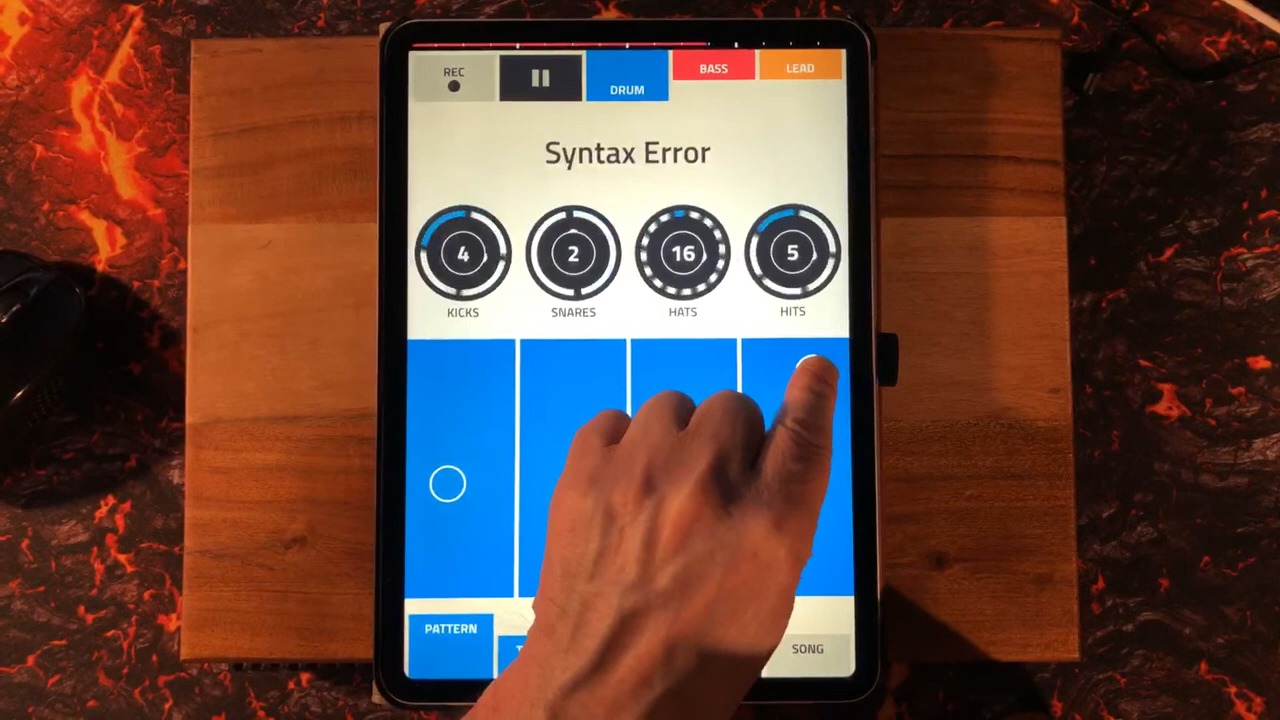 REC
DRUM
BASS
LEAD
Syntax Error
4
2
16
5
KICKS
SNARES
HATS
HITS
PATTERN
SONG